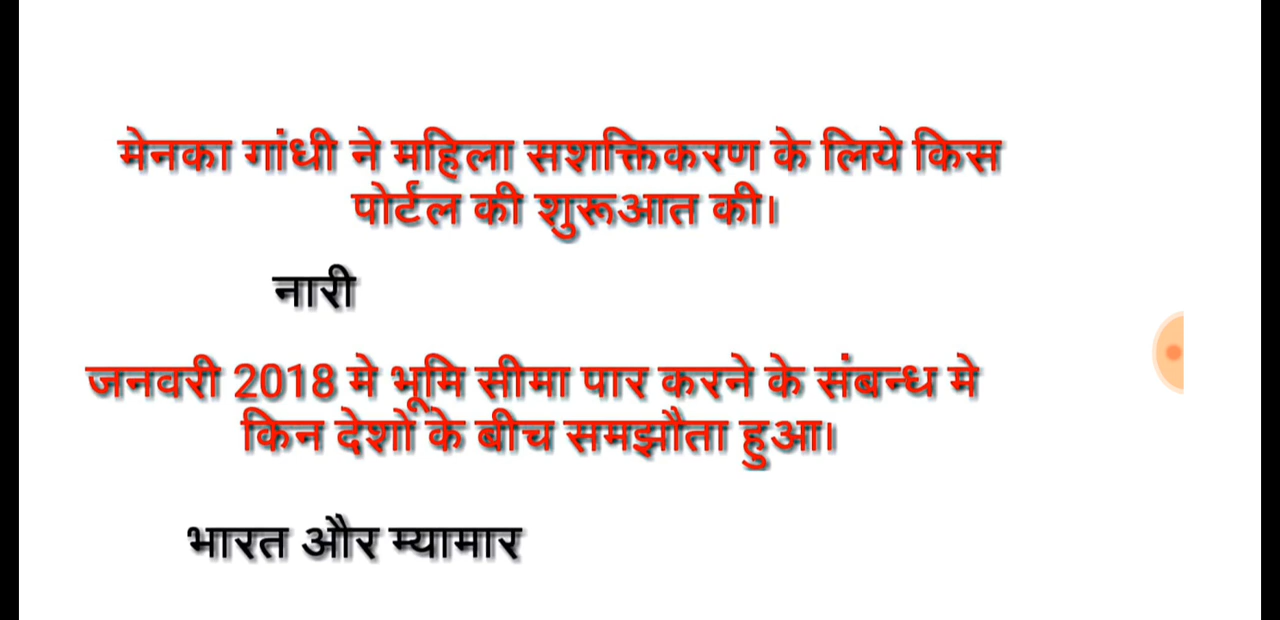 मेनका गांधी ने महिला सशक्तिकरण के लिये किस
पोर्टल की शुरूआत की।
नारी
जनवरी 2018 मे भूमि सीमा पार करने के संबन्ध मे
किन देशो के बीच समझौता हुआ।
भारत और म्यामार